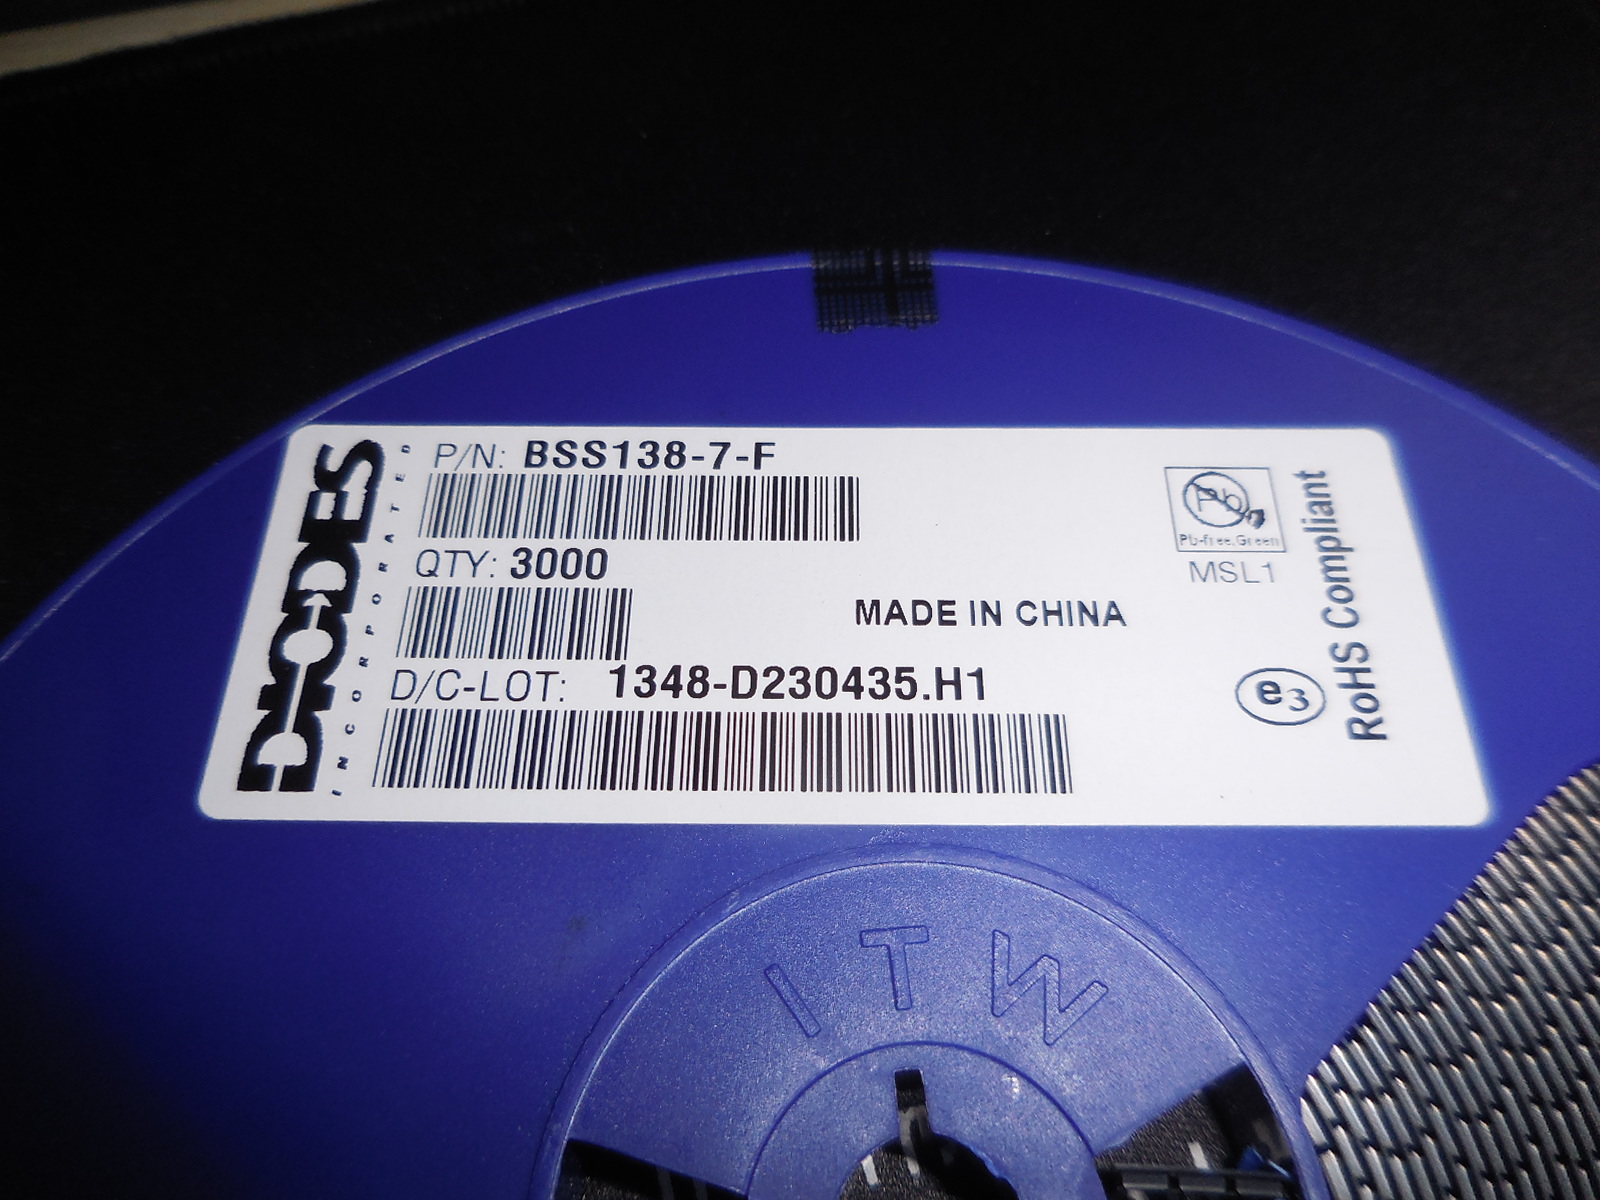 DIODES
INCORPORATED
P/N: BSS138-7-F
QTY: 3000
MADE IN CHINA
D/C-LOT: 1348-D230435.H1
Pb
Pb-free.Green
MSL1
e3
RoHS Compliant
ITW